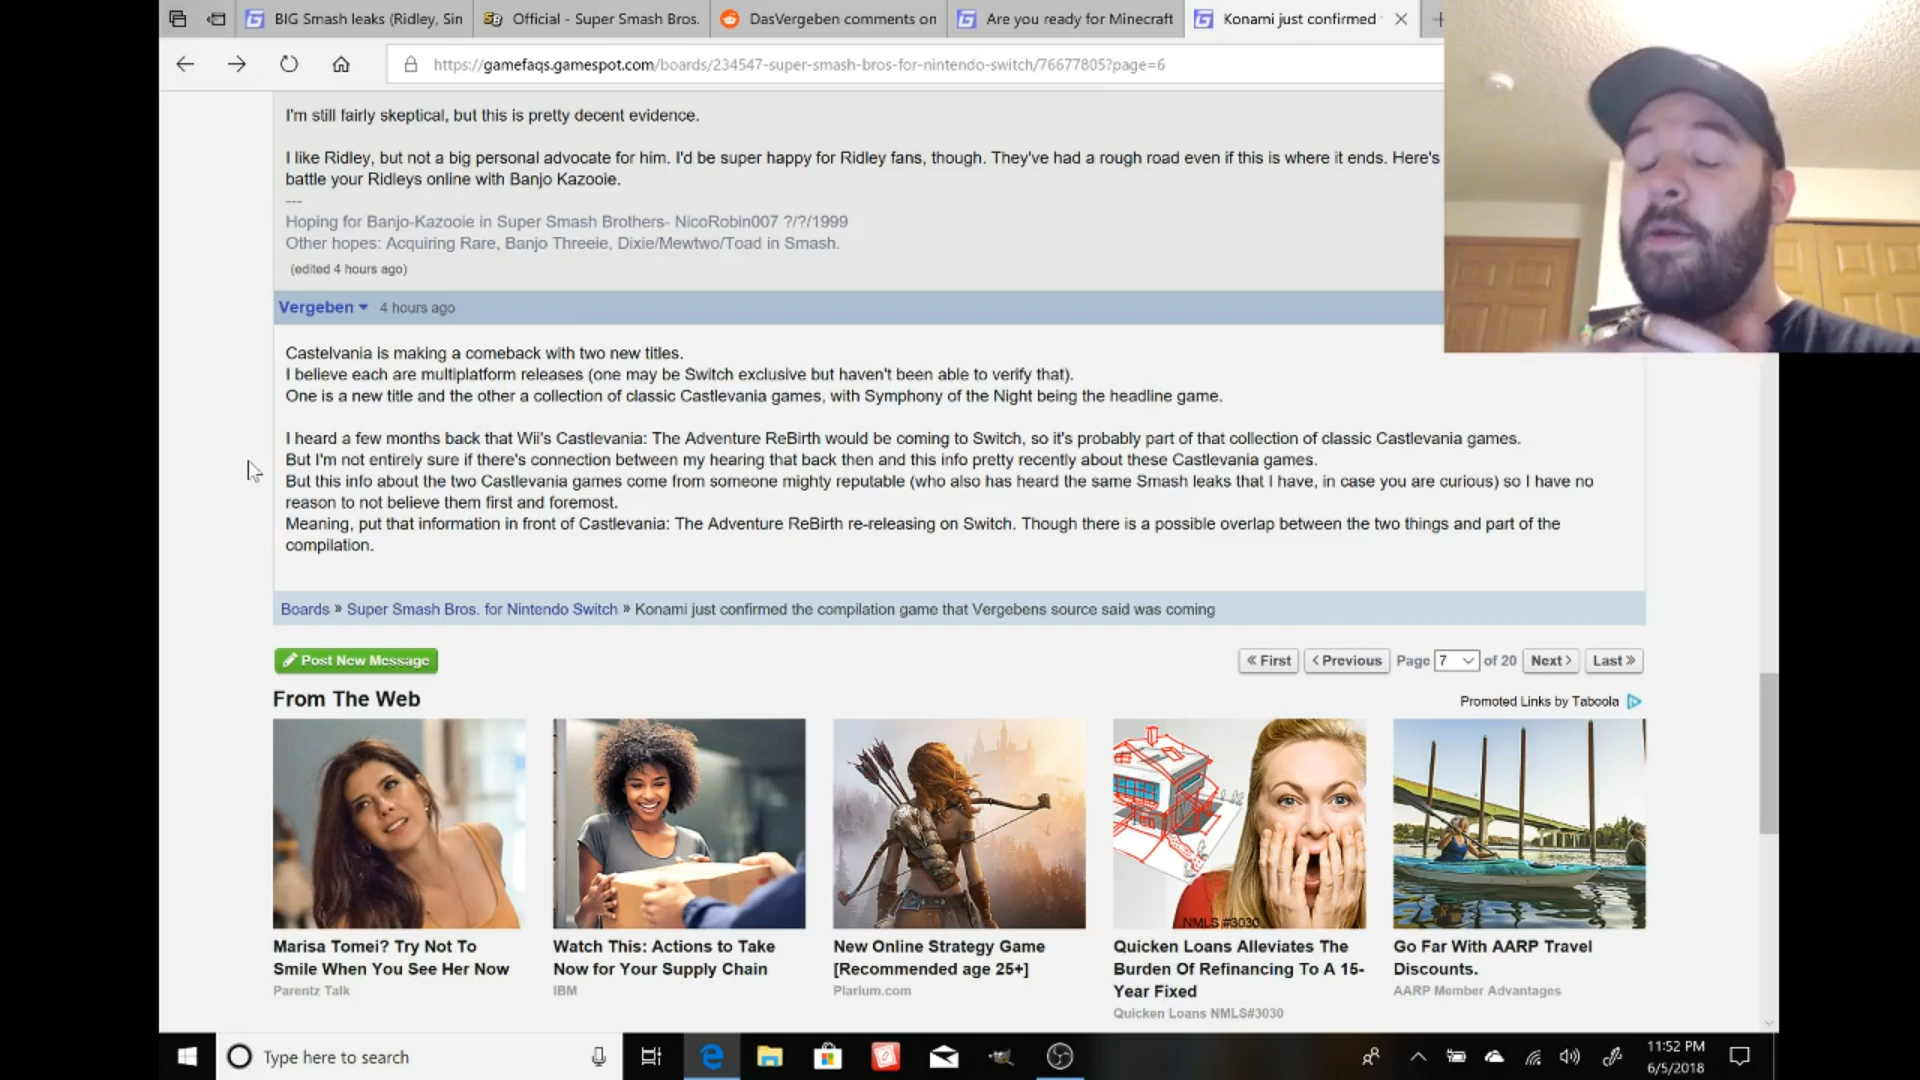 BIG Smash leaks (Ridley, Sin
Official - Super Smash Bros.
DasVergeben comments on
Are you ready for Minecraft
Konami just confirmed
https://gamefaqs.gamespot.com/boards/234547-super-smash-bros-for-nintendo-switch/76677805?page=6
I'm still fairly skeptical, but this is pretty decent evidence.
I like Ridley, but not a big personal advocate for him. I'd be super happy for Ridley fans, though. They've had a rough road even if this is where it ends. Here's
battle your Ridleys online with Banjo Kazooie.
---
Hoping for Banjo-Kazooie in Super Smash Brothers- NicoRobin007 ?/?/1999
Other hopes: Acquiring Rare, Banjo Threeie, Dixie/Mewtwo/Toad in Smash.
(edited 4 hours ago)
Vergeben 4 hours ago
Castelvania is making a comeback with two new titles.
I believe each are multiplatform releases (one may be Switch exclusive but haven't been able to verify that).
One is a new title and the other a collection of classic Castlevania games, with Symphony of the Night being the headline game.
I heard a few months back that Wii's Castlevania: The Adventure ReBirth would be coming to Switch, so it's probably part of that collection of classic Castlevania games.
But I'm not entirely sure if there's connection between my hearing that back then and this info pretty recently about these Castlevania games.
But this info about the two Castlevania games come from someone mighty reputable (who also has heard the same Smash leaks that I have, in case you are curious) so I have no
reason to not believe them first and foremost.
Meaning, put that information in front of Castlevania: The Adventure ReBirth re-releasing on Switch. Though there is a possible overlap between the two things and part of the
compilation.
Boards » Super Smash Bros. for Nintendo Switch » Konami just confirmed the compilation game that Vergebens source said was coming
Post New Message
« First < Previous Page 7 of 20 Next > Last »
From The Web
Promoted Links by Taboola
NMLS #3030
Marisa Tomei? Try Not To
Smile When You See Her Now
Parentz Talk
Watch This: Actions to Take
Now for Your Supply Chain
IBM
New Online Strategy Game
[Recommended age 25+]
Plarium.com
Quicken Loans Alleviates The
Burden Of Refinancing To A 15-
Year Fixed
Quicken Loans NMLS#3030
Go Far With AARP Travel
Discounts.
AARP Member Advantages
Type here to search
11:52 PM
6/5/2018